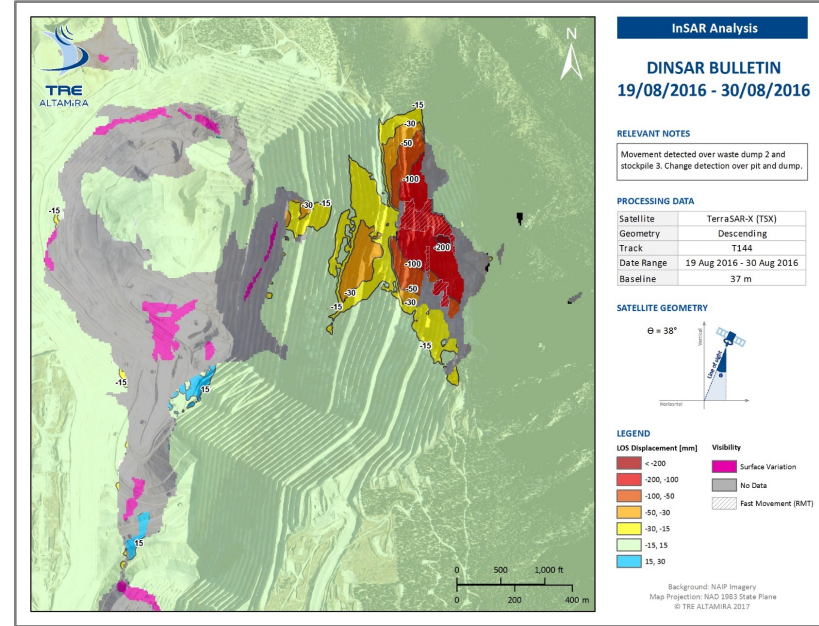 TRE
ALTAMIRA
N
-15
-30
-50
-100
-30
-15
-15
-200
-100
-30
-50
-30
-15
-15
-15
15
15
0 500 1,000 ft
0 200 400 m
InSAR Analysis
DINSAR BULLETIN
19/08/2016 - 30/08/2016
RELEVANT NOTES
Movement detected over waste dump 2 and
stockpile 3. Change detection over pit and dump.
PROCESSING DATA
Satellite TerraSAR-X (TSX)
Geometry Descending
Track T144
Date Range 19 Aug 2016 - 30 Aug 2016
Baseline 37 m
SATELLITE GEOMETRY
Θ = 38°
Vertical
Line of sight
Θ
Horizontal
LEGEND
LOS Displacement [mm] Visibility
< -200 Surface Variation
-200, -100 No Data
-100, -50 Fast Movement (RMT)
-50, -30
-30, -15
-15, 15
15, 30
Background: NAIP Imagery
Map Projection: NAD 1983 State Plane
© TRE ALTAMIRA 2017